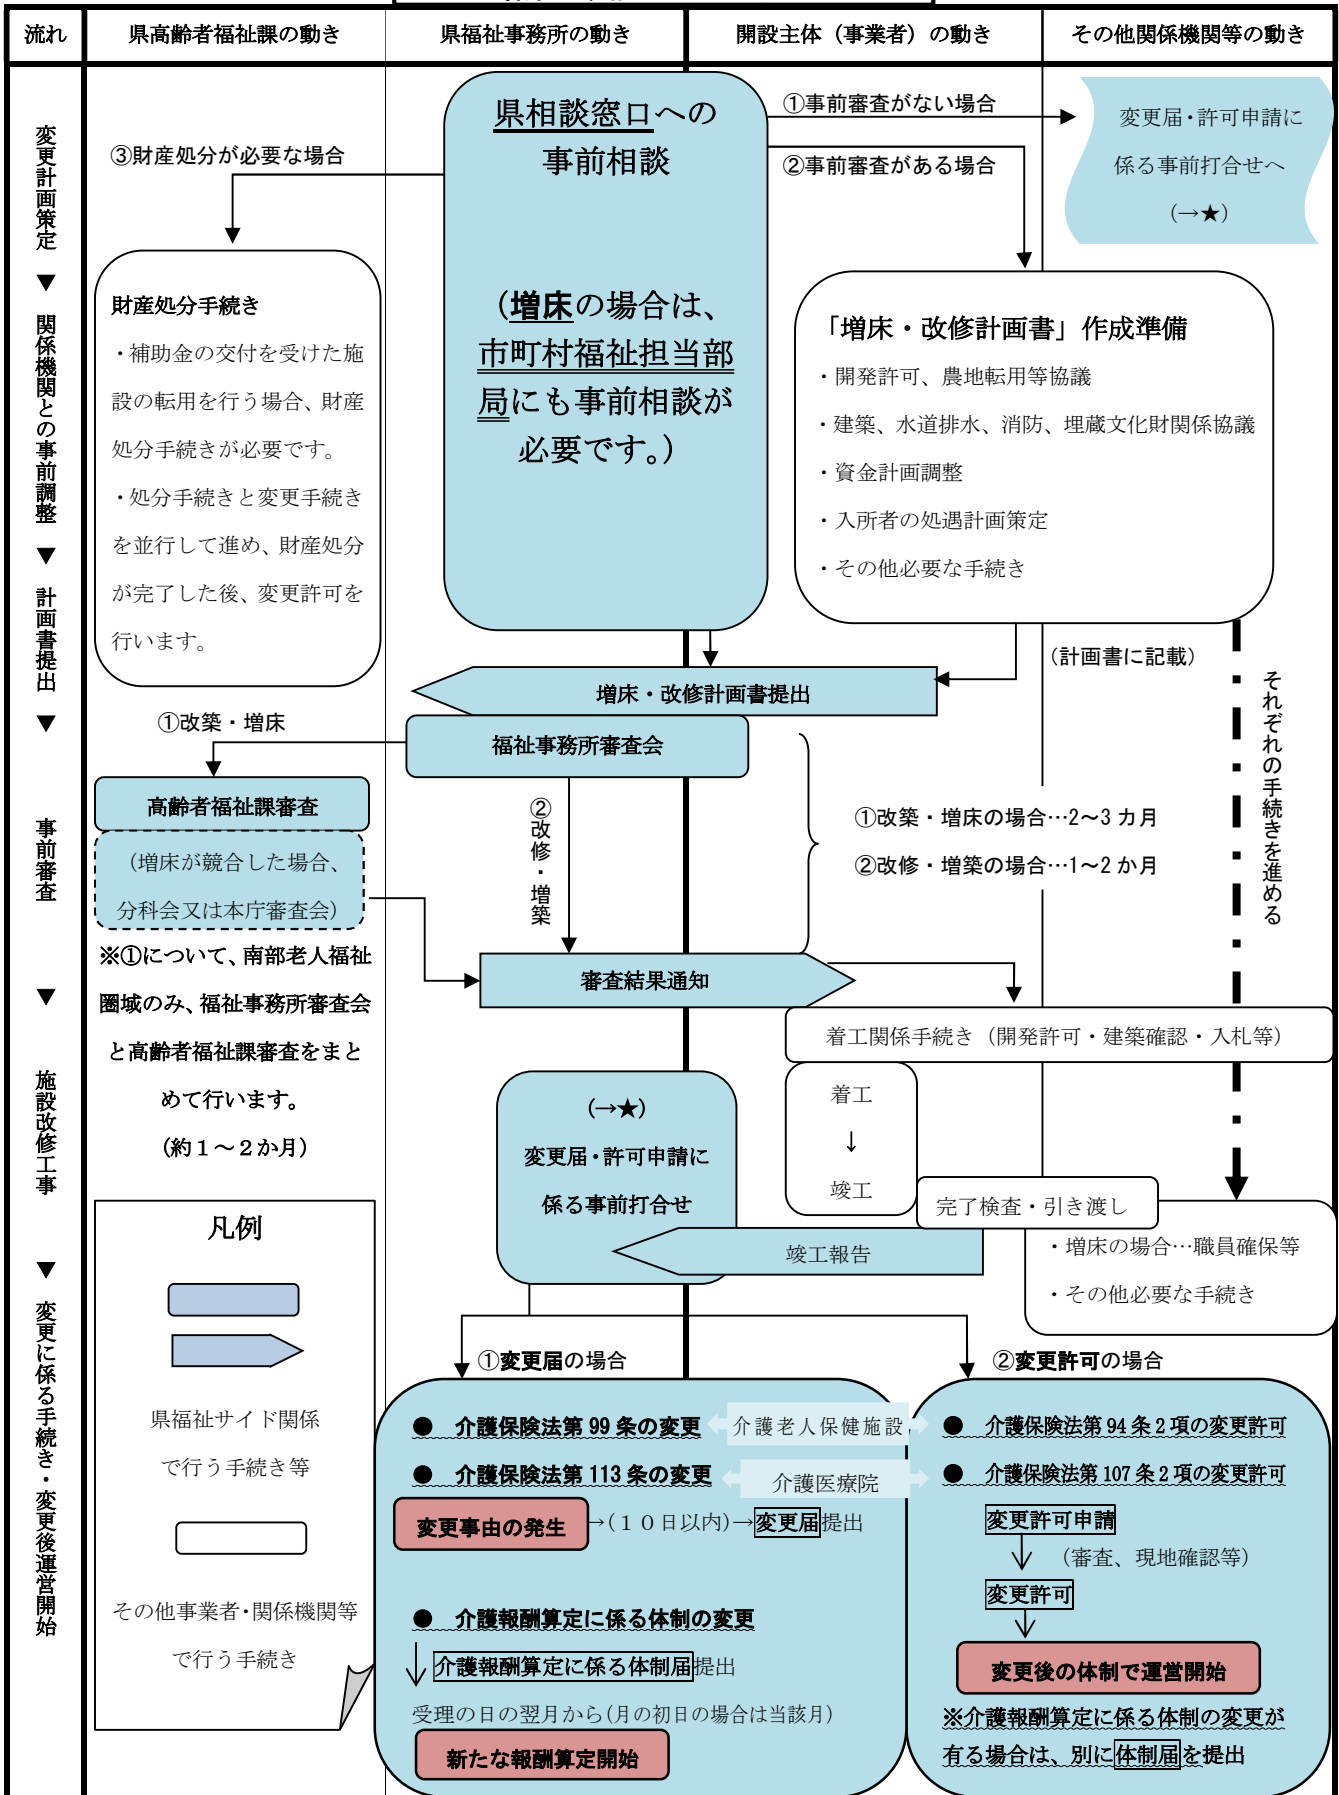 流れ
県高齢者福祉課の動き
県福祉事務所の動き
開設主体（事業者）の動き
その他関係機関等の動き
変更計画策定
▼
関係機関との事前調整
▼
計画書提出
▼
事前審査
▼
施設改修工事
▼
変更に係る手続き・変更後運営開始
県相談窓口への
事前相談
（増床の場合は、
市町村福祉担当部
局にも事前相談が
必要です。）
①事前審査がない場合
②事前審査がある場合
③財産処分が必要な場合
変更届・許可申請に
係る事前打合せへ
（→★）
財産処分手続き
・補助金の交付を受けた施
設の転用を行う場合、財産
処分手続きが必要です。
・処分手続きと変更手続き
を並行して進め、財産処分
が完了した後、変更許可を
行います。
「増床・改修計画書」作成準備
・開発許可、農地転用等協議
・建築、水道排水、消防、埋蔵文化財関係協議
・資金計画調整
・入所者の処遇計画策定
・その他必要な手続き
（計画書に記載）
それぞれの手続きを進める
増床・改修計画書提出
福祉事務所審査会
①改築・増床
②改修・増築
高齢者福祉課審査
（増床が競合した場合、
分科会又は本庁審査会）
※①について、南部老人福祉
圏域のみ、福祉事務所審査会
と高齢者福祉課審査をまと
めて行います。
（約１～２か月）
①改築・増床の場合…2～3 カ月
②改修・増築の場合…1～2 か月
審査結果通知
着工関係手続き（開発許可・建築確認・入札等）
着工
↓
竣工
完了検査・引き渡し
・増床の場合…職員確保等
・その他必要な手続き
（→★）
変更届・許可申請に
係る事前打合せ
竣工報告
凡例
県福祉サイド関係
で行う手続き等
その他事業者・関係機関等
で行う手続き
①変更届の場合
②変更許可の場合
● 介護保険法第 99 条の変更
介護老人保健施設
● 介護保険法第 94 条 2 項の変更許可
● 介護保険法第 113 条の変更
介護医療院
● 介護保険法第 107 条 2 項の変更許可
変更事由の発生
→(１０日以内)→変更届提出
● 介護報酬算定に係る体制の変更
介護報酬算定に係る体制届提出
受理の日の翌月から(月の初日の場合は当該月)
新たな報酬算定開始
変更許可申請
（審査、現地確認等）
変更許可
変更後の体制で運営開始
※介護報酬算定に係る体制の変更が
有る場合は、別に体制届を提出